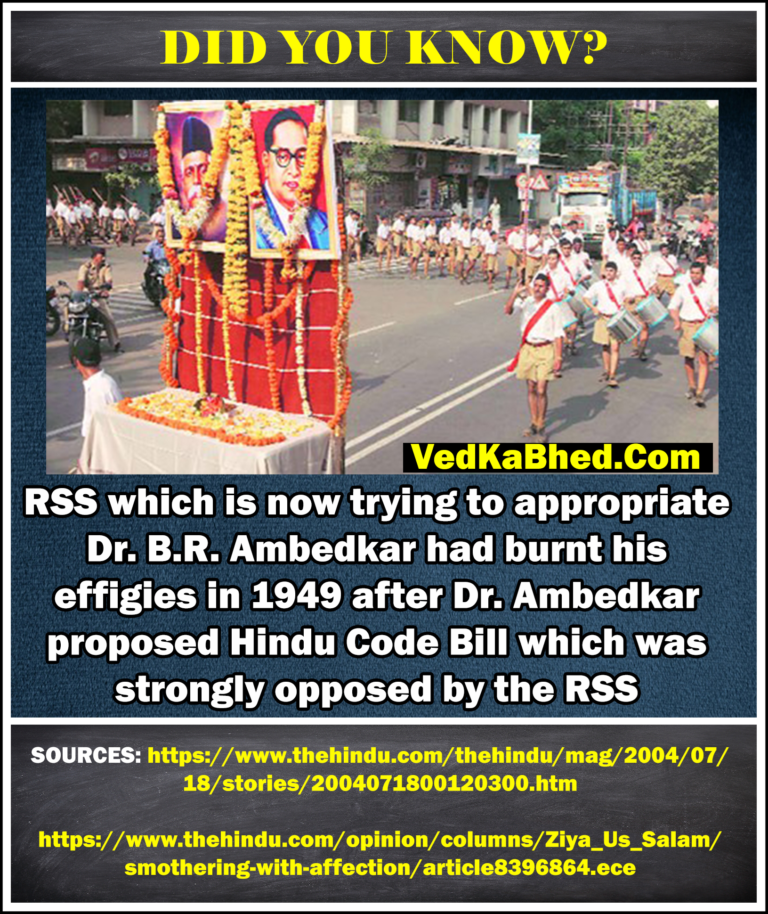 DID YOU KNOW?
VedKaBhed.Com
RSS which is now trying to appropriate
Dr. B.R. Ambedkar had burnt his
effigies in 1949 after Dr. Ambedkar
proposed Hindu Code Bill which was
strongly opposed by the RSS
SOURCES: https://www.thehindu.com/thehindu/mag/2004/07/
18/stories/2004071800120300.htm
https://www.thehindu.com/opinion/columns/Ziya_Us_Salam/
smothering-with-affection/article8396864.ece